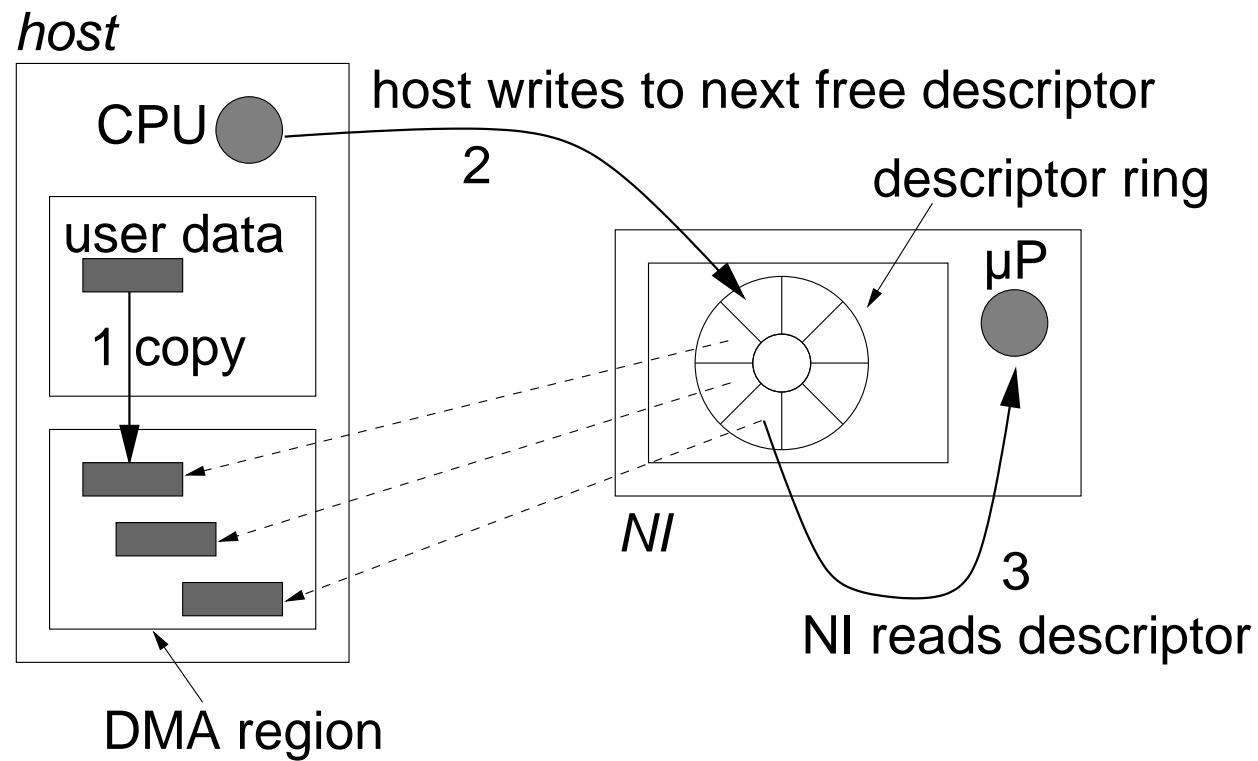 host
CPU
host writes to next free descriptor
2
descriptor ring
user data
µP
1 copy
NI
3
NI reads descriptor
DMA region